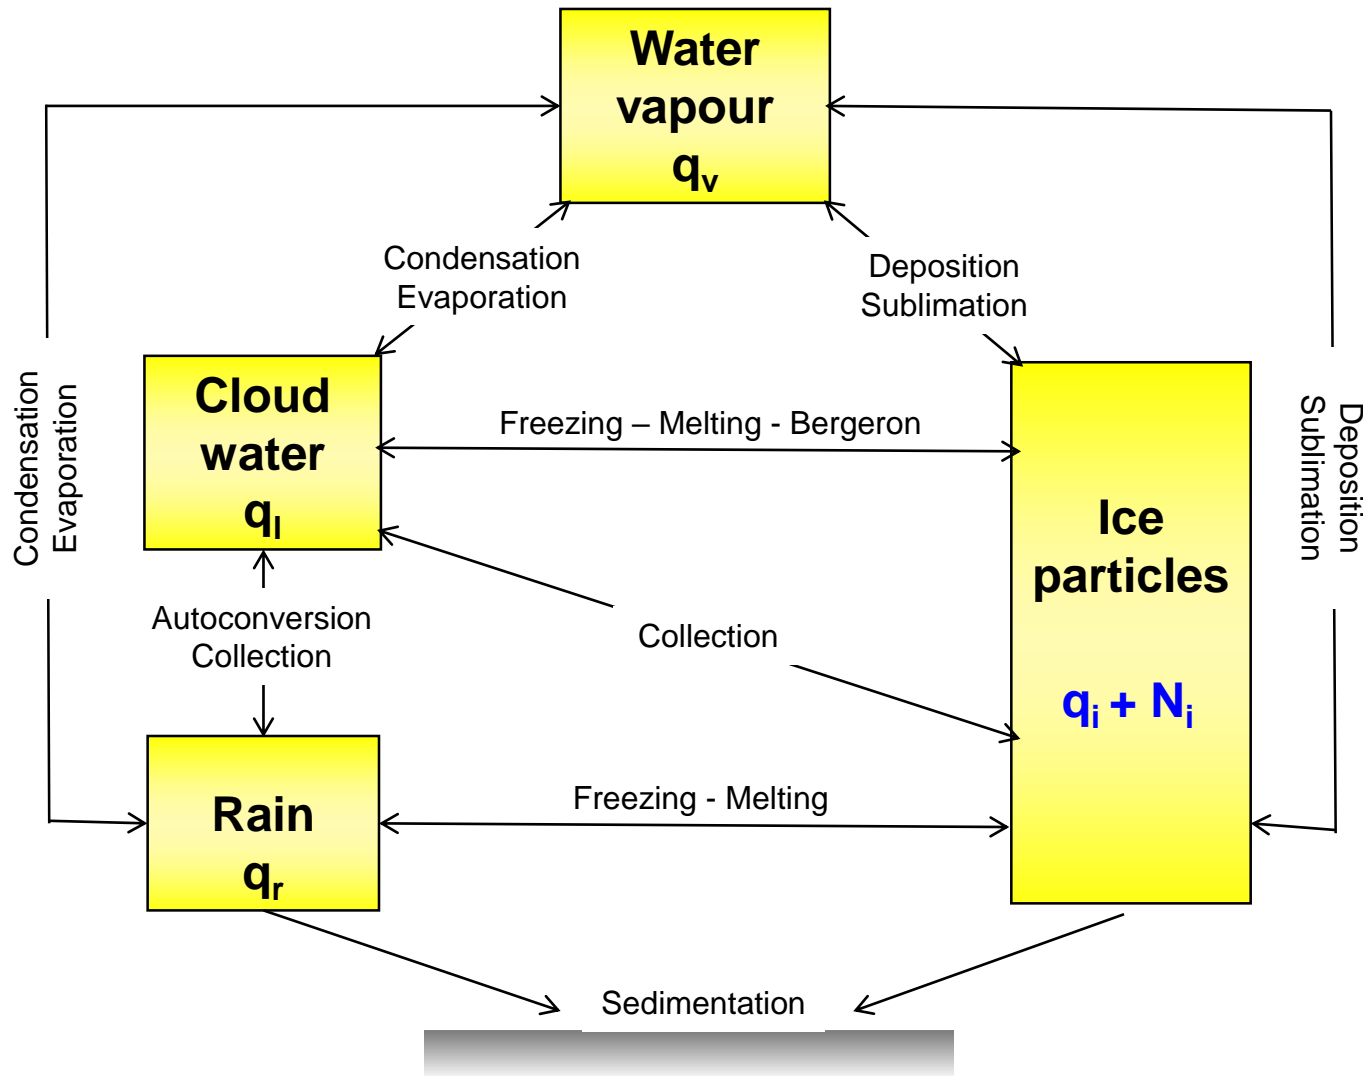 Water
vapour
qv
Condensation
Evaporation
Deposition
Sublimation
Condensation
Evaporation
Cloud
water
ql
Freezing – Melting - Bergeron
Ice
particles
qi + Ni
Deposition
Sublimation
Autoconversion
Collection
Collection
Rain
qr
Freezing - Melting
Sedimentation